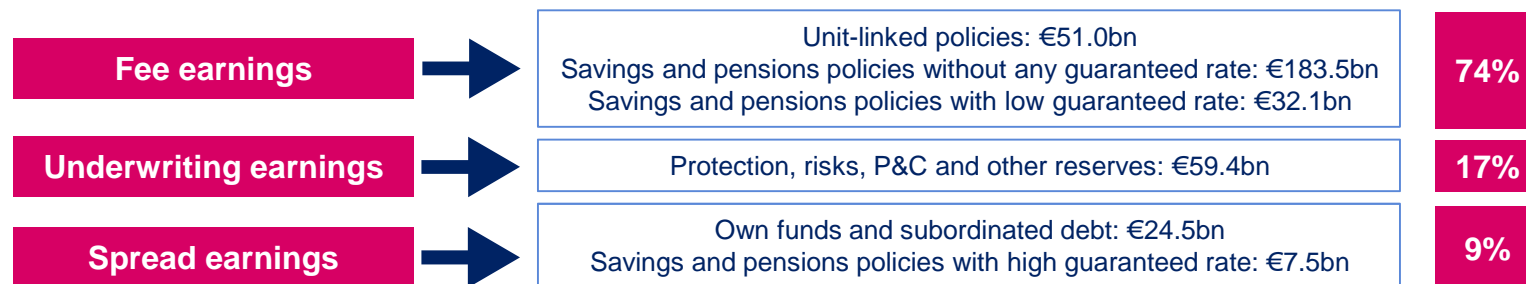 Fee earnings
Unit-linked policies: €51.0bn
Savings and pensions policies without any guaranteed rate: €183.5bn
Savings and pensions policies with low guaranteed rate: €32.1bn
74%
Underwriting earnings
Protection, risks, P&C and other reserves: €59.4bn
17%
Spread earnings
Own funds and subordinated debt: €24.5bn
Savings and pensions policies with high guaranteed rate: €7.5bn
9%